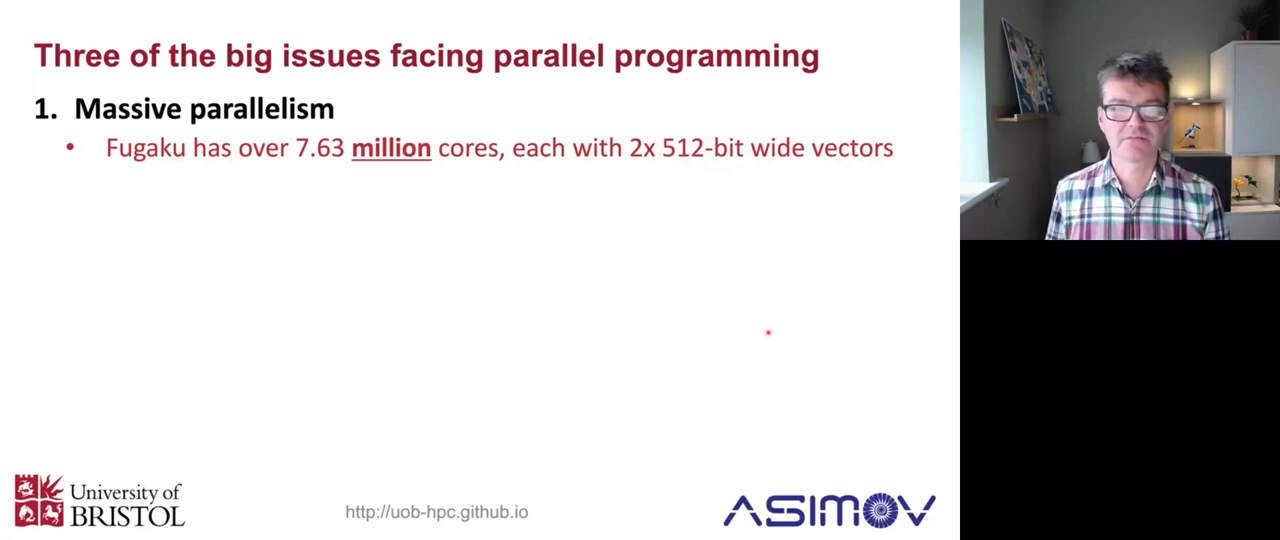 Three of the big issues facing parallel programming
1. Massive parallelism
• Fugaku has over 7.63 million cores, each with 2x 512-bit wide vectors
University of
BRISTOL
http://uob-hpc.github.io
ASIMOV